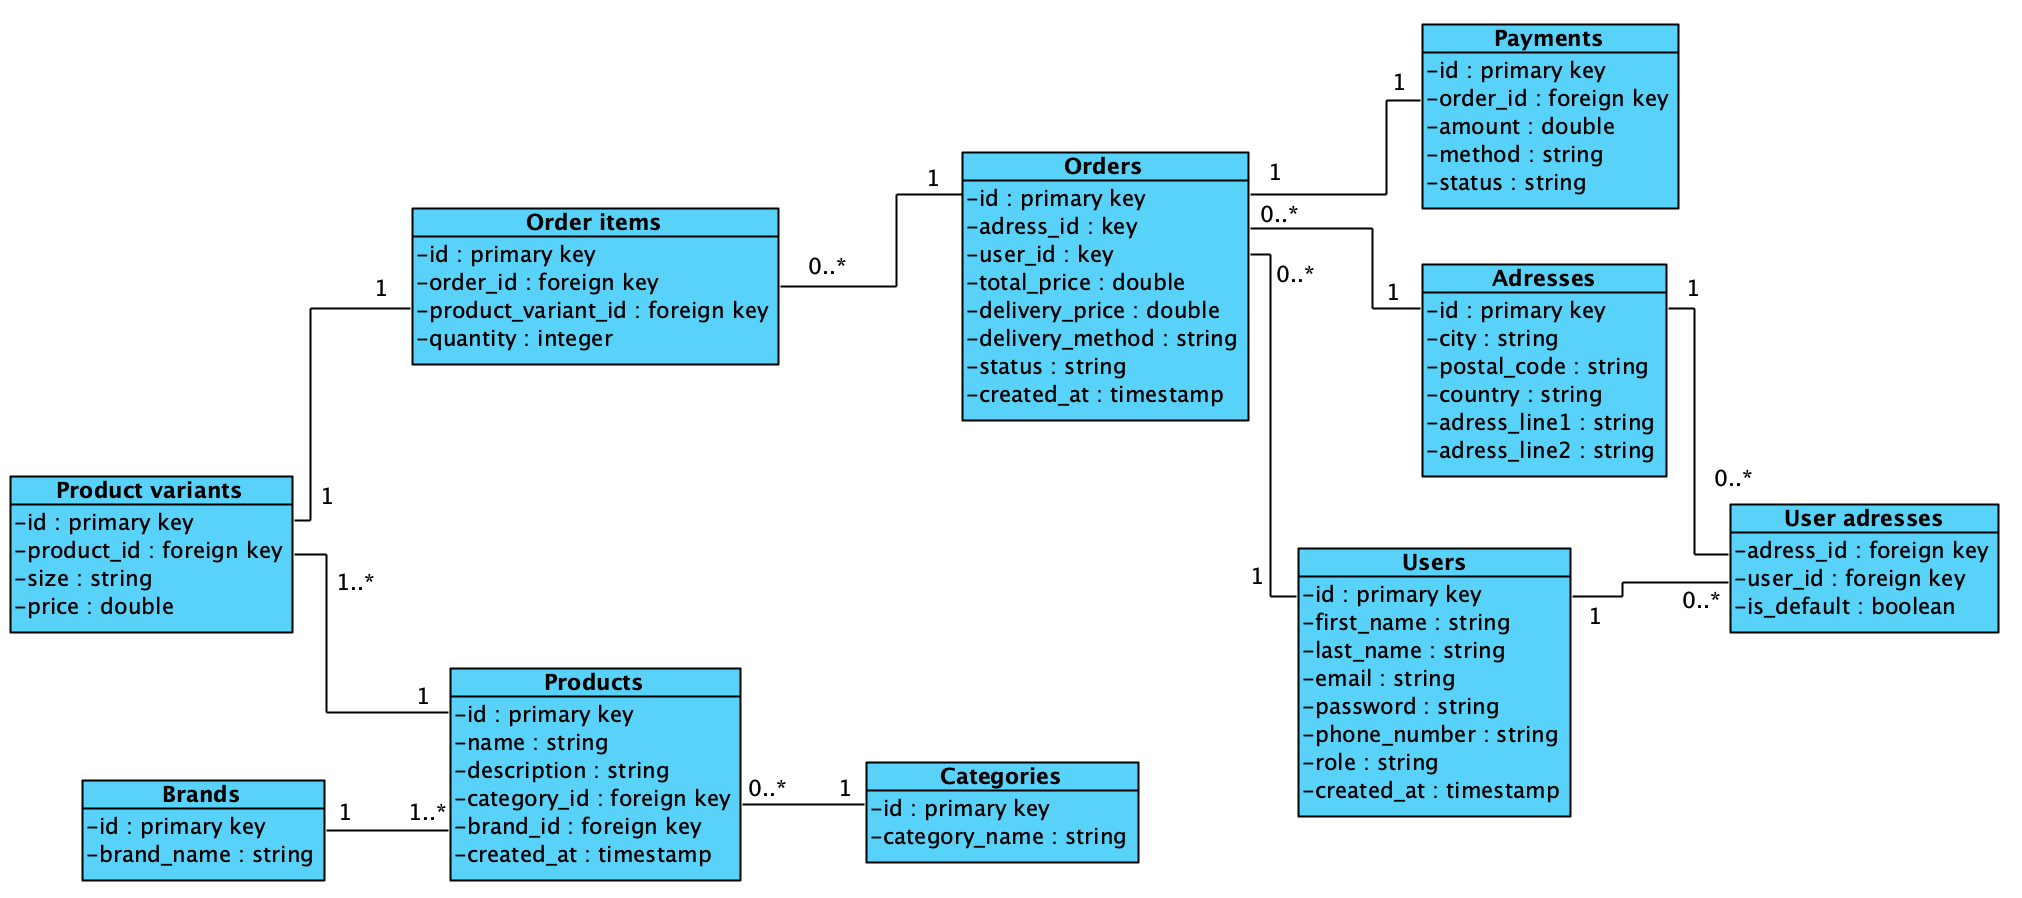 Payments
-id : primary key
-order_id : foreign key
-amount : double
-method : string
-status : string
1
1
Orders
-id : primary key
-adress_id : key
-user_id : key
-total_price : double
-delivery_price : double
-delivery_method : string
-status : string
-created_at : timestamp
1
0..*
0..*
Order items
-id : primary key
-order_id : foreign key
-product_variant_id : foreign key
-quantity : integer
0..*
1
Adresses
-id : primary key
-city : string
-postal_code : string
-country : string
-adress_line1 : string
-adress_line2 : string
1
1
0..*
Product variants
-id : primary key
-product_id : foreign key
-size : string
-price : double
1
1..*
User adresses
-adress_id : foreign key
-user_id : foreign key
-is_default : boolean
0..*
Users
-id : primary key
-first_name : string
-last_name : string
-email : string
-password : string
-phone_number : string
-role : string
-created_at : timestamp
1
1
Products
-id : primary key
-name : string
-description : string
-category_id : foreign key
-brand_id : foreign key
-created_at : timestamp
1
0..*
1
Categories
-id : primary key
-category_name : string
Brands
-id : primary key
-brand_name : string
1
1..*